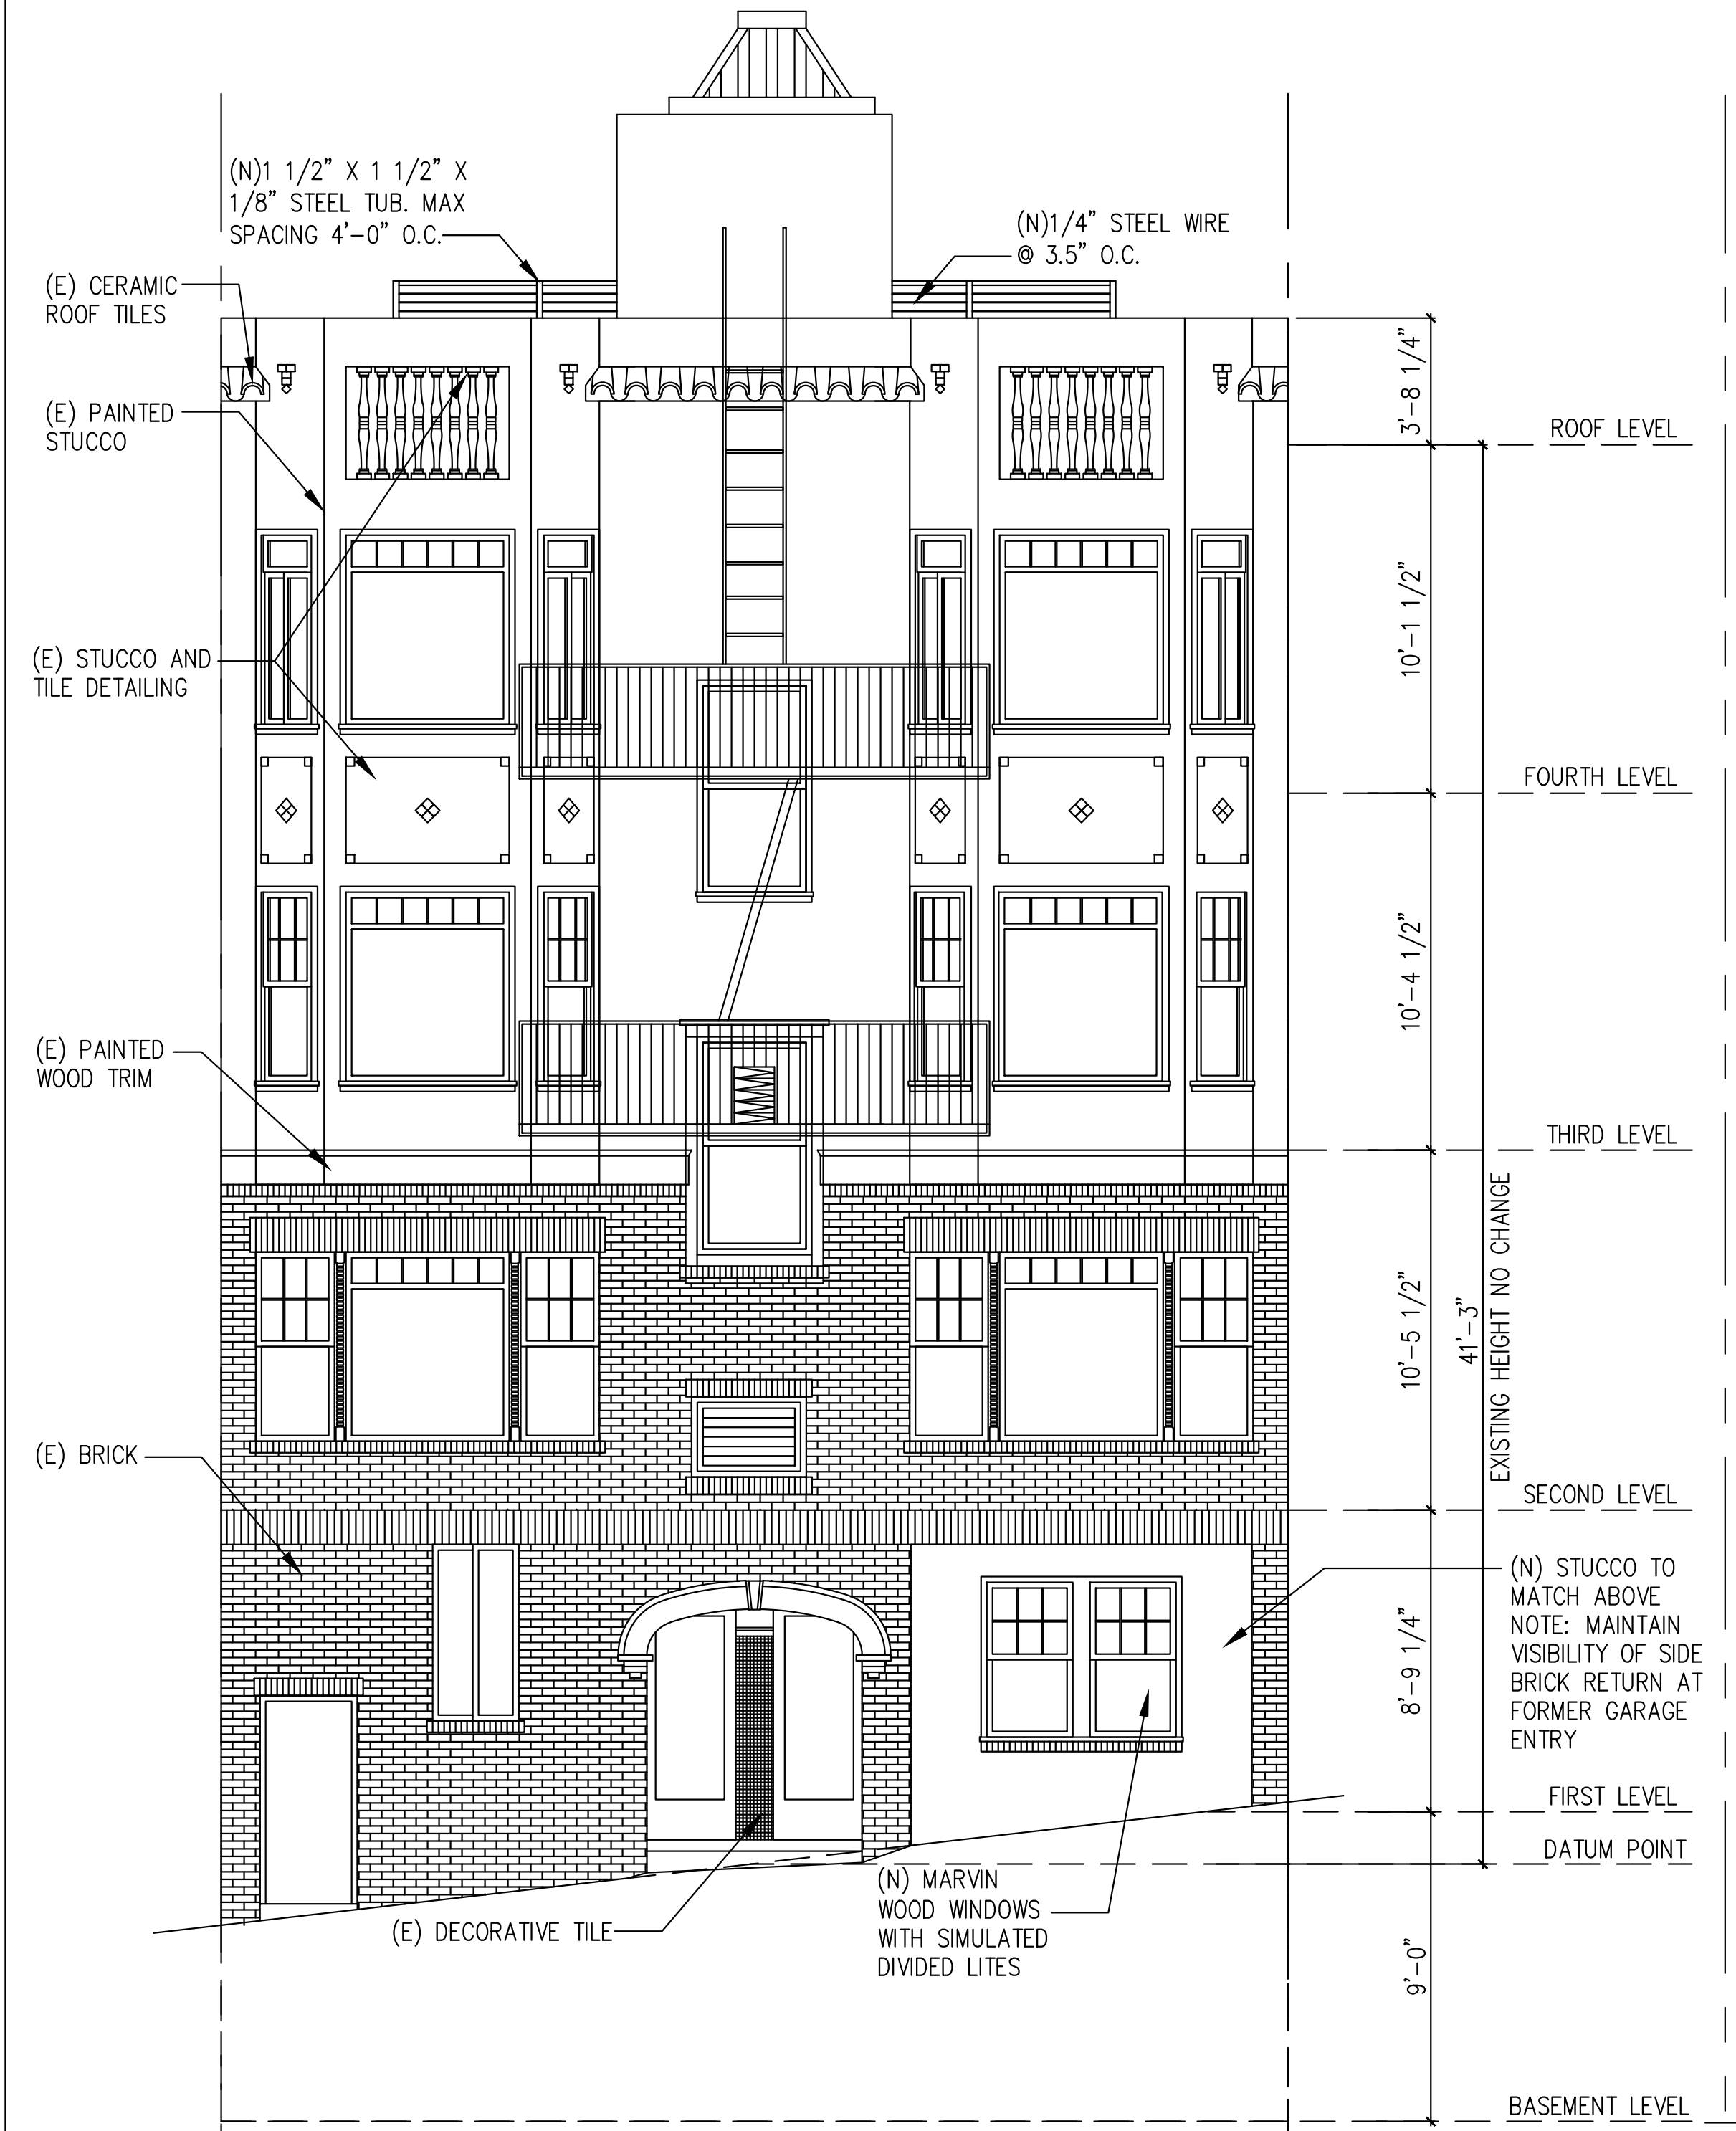 (N)1 1/2" X 1 1/2" X
1/8" STEEL TUB. MAX
SPACING 4'-0" O.C.
(N)1/4" STEEL WIRE
@ 3.5" O.C.
(E) CERAMIC
ROOF TILES
(E) PAINTED
STUCCO
(E) STUCCO AND
TILE DETAILING
(E) PAINTED
WOOD TRIM
(E) BRICK
(E) DECORATIVE TILE
(N) MARVIN
WOOD WINDOWS
WITH SIMULATED
DIVIDED LITES
3'-8 1/4"
10'-1 1/2"
10'-4 1/2"
10'-5 1/2"
8'-9 1/4"
9'-0"
41'-3"
EXISTING HEIGHT NO CHANGE
ROOF LEVEL
FOURTH LEVEL
THIRD LEVEL
SECOND LEVEL
(N) STUCCO TO
MATCH ABOVE
NOTE: MAINTAIN
VISIBILITY OF SIDE
BRICK RETURN AT
FORMER GARAGE
ENTRY
FIRST LEVEL
DATUM POINT
BASEMENT LEVEL